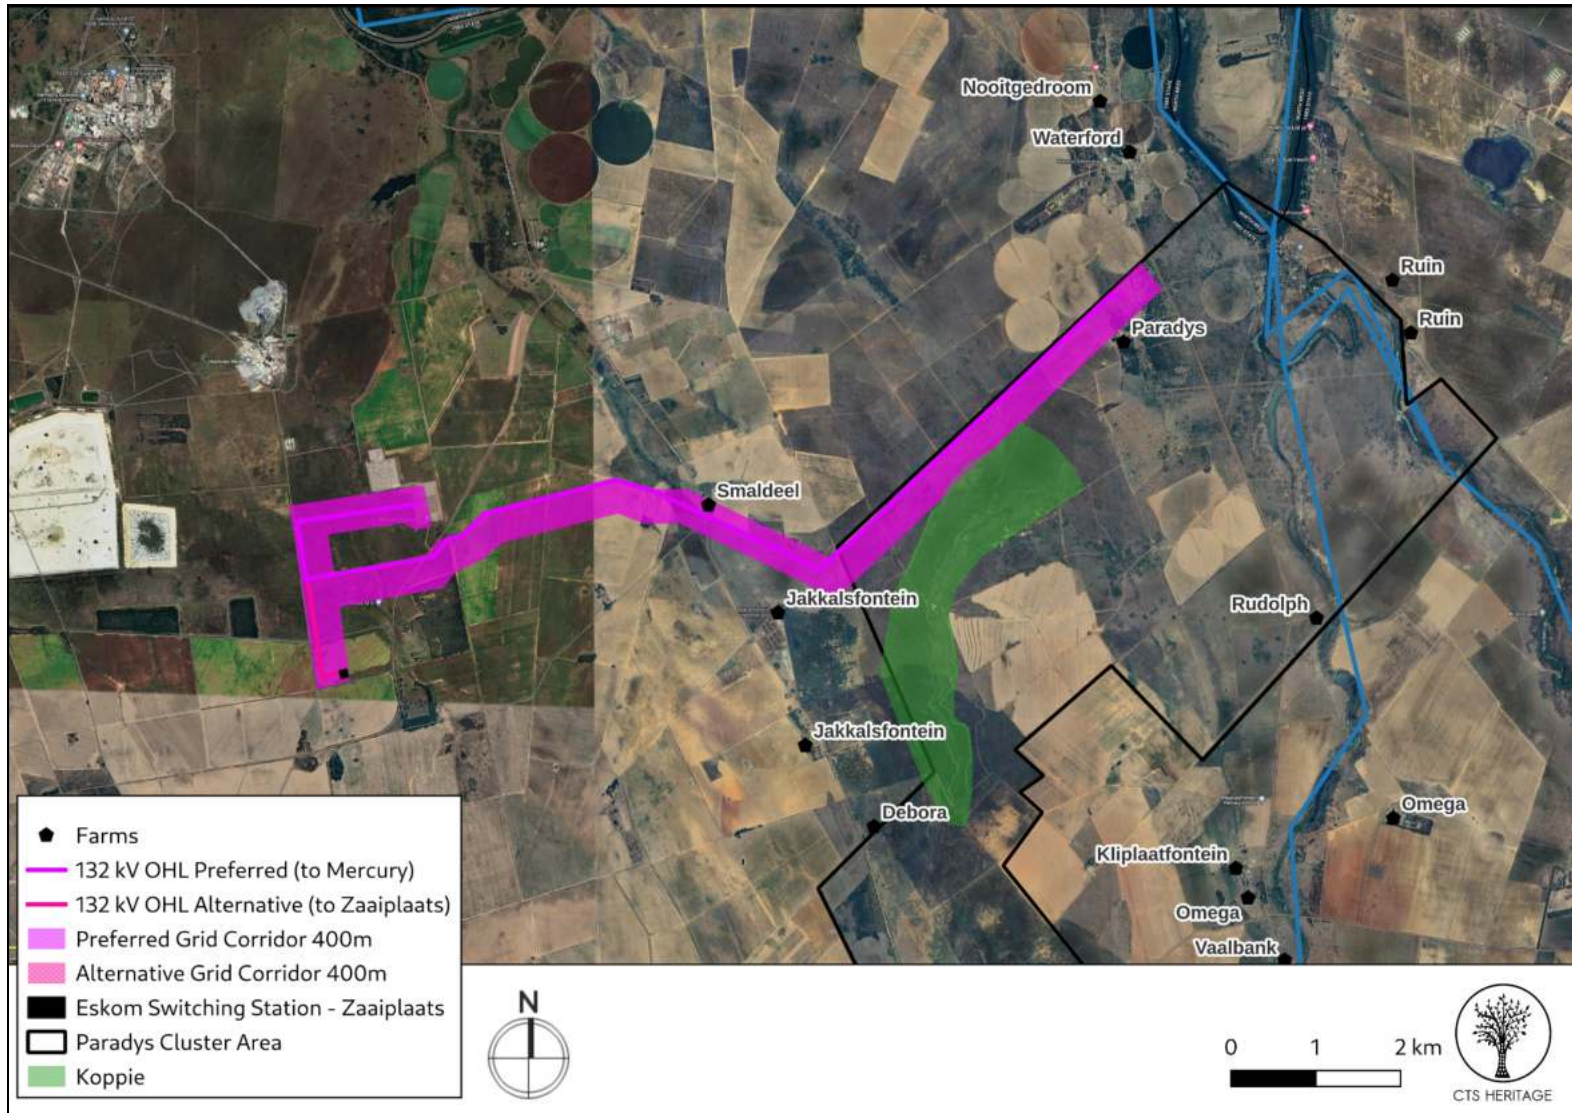 Nooitgedroom
Waterford
Ruin
Ruin
Paradys
Smaldeel
Jakkalsfontein
Rudolph
Jakkalsfontein
Debora
Omega
Kliplaatfontein
Omega
Vaalbank
Farms
132 kV OHL Preferred (to Mercury)
132 kV OHL Alternative (to Zaaiplaats)
Preferred Grid Corridor 400m
Alternative Grid Corridor 400m
Eskom Switching Station - Zaaiplaats
Paradys Cluster Area
Koppie
N
0 1 2 km
CTS HERITAGE